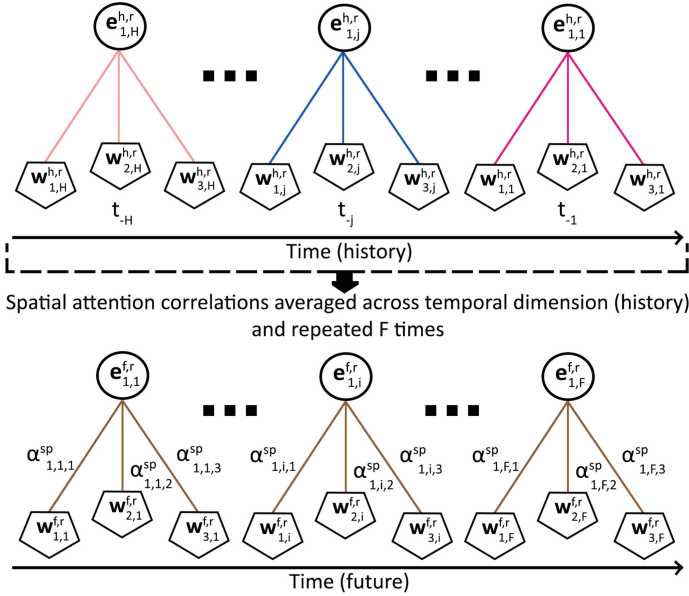 e^{h,r}_{1,H} e^{h,r}_{1,j} e^{h,r}_{1,1}
w^{h,r}_{1,H} w^{h,r}_{2,H} w^{h,r}_{3,H} w^{h,r}_{1,j} w^{h,r}_{2,j} w^{h,r}_{3,j} w^{h,r}_{1,1} w^{h,r}_{2,1} w^{h,r}_{3,1}
t_{-H} t_{-j} t_{-1}
Time (history)
Spatial attention correlations averaged across temporal dimension (history)
and repeated F times
e^{f,r}_{1,1} e^{f,r}_{1,i} e^{f,r}_{1,F}
α^{sp}_{1,1,1} α^{sp}_{1,1,2} α^{sp}_{1,1,3} α^{sp}_{1,i,1} α^{sp}_{1,i,2} α^{sp}_{1,i,3} α^{sp}_{1,F,1} α^{sp}_{1,F,2} α^{sp}_{1,F,3}
w^{f,r}_{1,1} w^{f,r}_{2,1} w^{f,r}_{3,1} w^{f,r}_{1,i} w^{f,r}_{2,i} w^{f,r}_{3,i} w^{f,r}_{1,F} w^{f,r}_{2,F} w^{f,r}_{3,F}
Time (future)